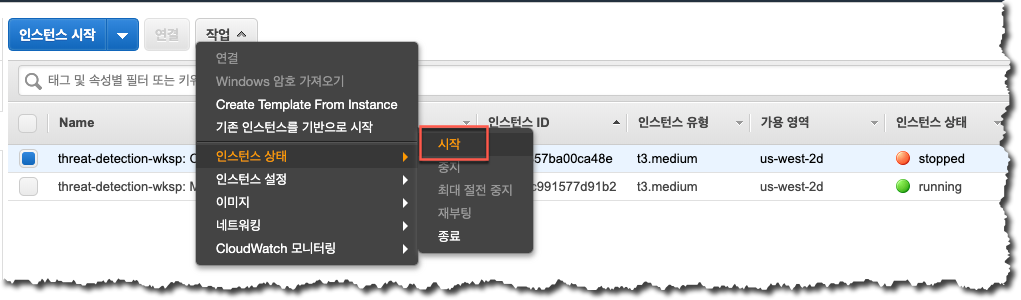 인스턴스 시작
연결
작업
연결
Windows 암호 가져오기
Create Template From Instance
기존 인스턴스를 기반으로 시작
인스턴스 상태
인스턴스 설정
이미지
네트워킹
CloudWatch 모니터링
시작
중지
최대 절전 중지
재부팅
종료
태그 및 속성별 필터 또는 키워
Name 인스턴스 ID 인스턴스 유형 가용 영역 인스턴스 상태
threat-detection-wksp: 57ba00ca48e t3.medium us-west-2d stopped
threat-detection-wksp: c991577d91b2 t3.medium us-west-2d running